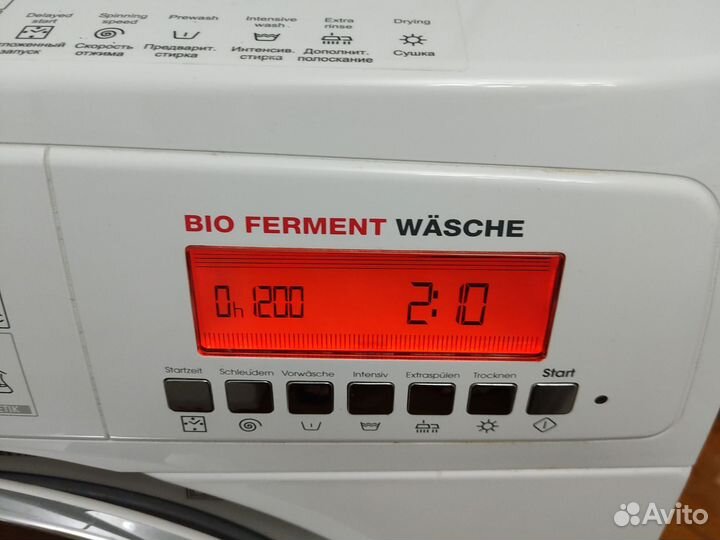 Delayed start
Spinning speed
Prewash
Intensive wash
Extra rinse
Drying
запуск
Скорость отжима
Предварит. стирка
Интенсив. стирка
Дополнит. полоскание
Сушка
BIO FERMENT WÄSCHE
0h 1200 2:10
Startzeit Schleudern Vorwäsche Intensiv Extraspülen Trocknen Start
Avito